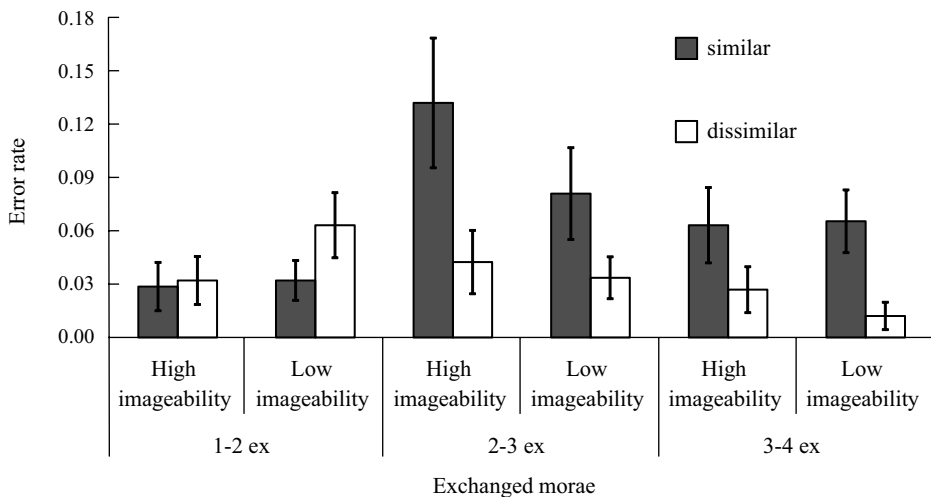 0.18
0.15
0.12
0.09
0.06
0.03
0.00
Error rate
similar
dissimilar
High imageability
Low imageability
High imageability
Low imageability
High imageability
Low imageability
1-2 ex
2-3 ex
3-4 ex
Exchanged morae